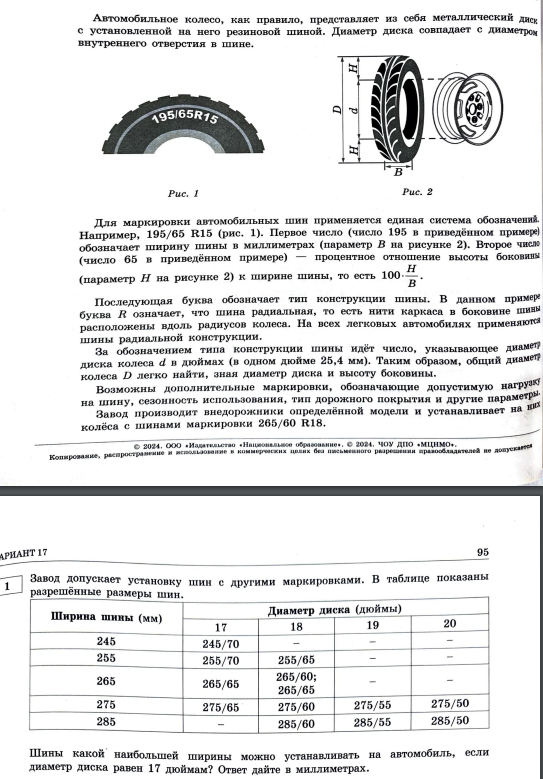 Автомобильное колесо, как правило, представляет из себя металлический диск
с установленной на него резиновой шиной. Диаметр диска совпадает с диаметром
внутреннего отверстия в шине.
195/65R15
H
D
d
H
B
Рис. 1
Рис. 2
Для маркировки автомобильных шин применяется единая система обозначений.
Например, 195/65 R15 (рис. 1). Первое число (число 195 в приведённом примере)
обозначает ширину шины в миллиметрах (параметр B на рисунке 2). Второе число
(число 65 в приведённом примере) — процентное отношение высоты боковины
(параметр H на рисунке 2) к ширине шины, то есть 100·H/B.
Последующая буква обозначает тип конструкции шины. В данном примере
буква R означает, что шина радиальная, то есть нити каркаса в боковине шины
расположены вдоль радиусов колеса. На всех легковых автомобилях применяются
шины радиальной конструкции.
За обозначением типа конструкции шины идёт число, указывающее диаметр
диска колеса d в дюймах (в одном дюйме 25,4 мм). Таким образом, общий диаметр
колеса D легко найти, зная диаметр диска и высоту боковины.
Возможны дополнительные маркировки, обозначающие допустимую нагрузку
на шину, сезонность использования, тип дорожного покрытия и другие параметры.
Завод производит внедорожники определённой модели и устанавливает на них
колёса с шинами маркировки 265/60 R18.
© 2024. ООО «Издательство «Национальное образование». © 2024. ЧОУ ДПО «МЦНМО».
Копирование, распространение и использование в коммерческих целях без письменного разрешения правообладателей не допускается
АРИАНТ 17
95
1
Завод допускает установку шин с другими маркировками. В таблице показаны
разрешённые размеры шин.
Ширина шины (мм)
Диаметр диска (дюймы)
17 18 19 20
245 245/70 – – –
255 255/70 255/65 – –
265 265/65 265/60; 265/65 – –
275 275/65 275/60 275/55 275/50
285 – 285/60 285/55 285/50
Шины какой наибольшей ширины можно устанавливать на автомобиль, если
диаметр диска равен 17 дюймам? Ответ дайте в миллиметрах.